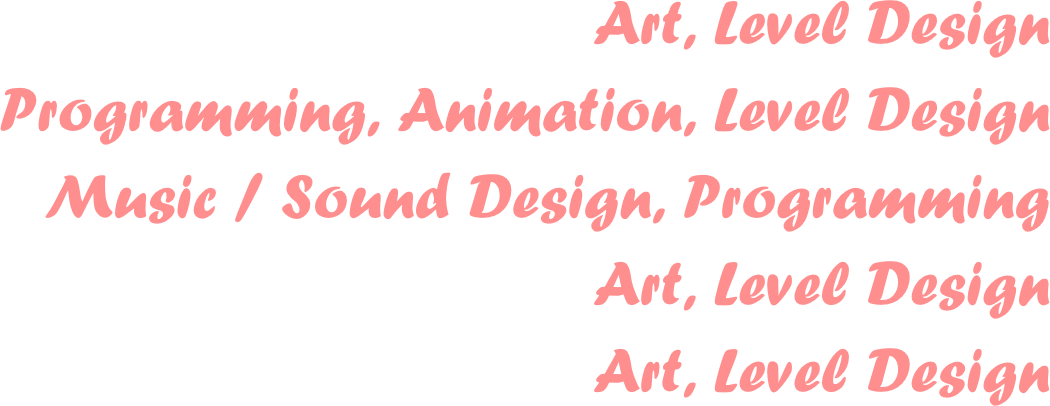 Art, Level Design
Programming, Animation, Level Design
Music / Sound Design, Programming
Art, Level Design
Art, Level Design